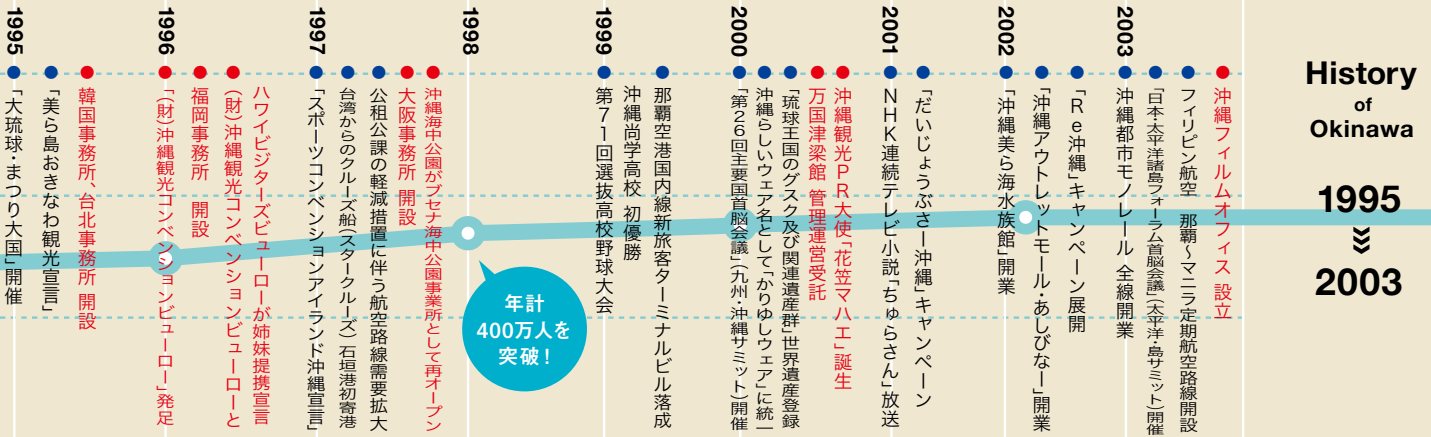 History
of
Okinawa
1995
2003
2003
沖縄フィルムオフィス 設立
フィリピン航空 那覇〜マニラ定期航空路線開設
「日本・太平洋諸島フォーラム首脳会議」(太平洋・島サミット)開催
沖縄都市モノレール 全線開業
2002
「Re沖縄」キャンペーン展開
「沖縄アウトレットモール・あしびなー」開業
「沖縄美ら海水族館」開業
2001
「だいじょうぶさー沖縄」キャンペーン
NHK連続テレビ小説「ちゅらさん」放送
2000
沖縄観光PR大使「花笠マハエ」誕生
万国津梁館 管理運営受託
「琉球王国のグスク及び関連遺産群」世界遺産登録
沖縄らしいウェア名として「かりゆしウェア」に統一
「第26回主要国首脳会議」(九州・沖縄サミット)開催
1999
那覇空港国内線新旅客ターミナルビル落成
第71回選抜高校野球大会
沖縄尚学高校 初優勝
1998
年計
400万人を
突破!
1997
沖縄海中公園がブセナ海中公園事業所として再オープン
大阪事務所 開設
公租公課の軽減措置に伴う航空路線需要拡大
台湾からのクルーズ船(スタークルーズ)石垣港初寄港
「スポーツコンベンションアイランド沖縄宣言」
1996
(財)沖縄観光コンベンションビューローと
ハワイビジターズビューローが姉妹提携宣言
福岡事務所 開設
「(財)沖縄観光コンベンションビューロー」発足
1995
韓国事務所、台北事務所 開設
「美ら島おきなわ観光宣言」
「大琉球・まつり大国」開催